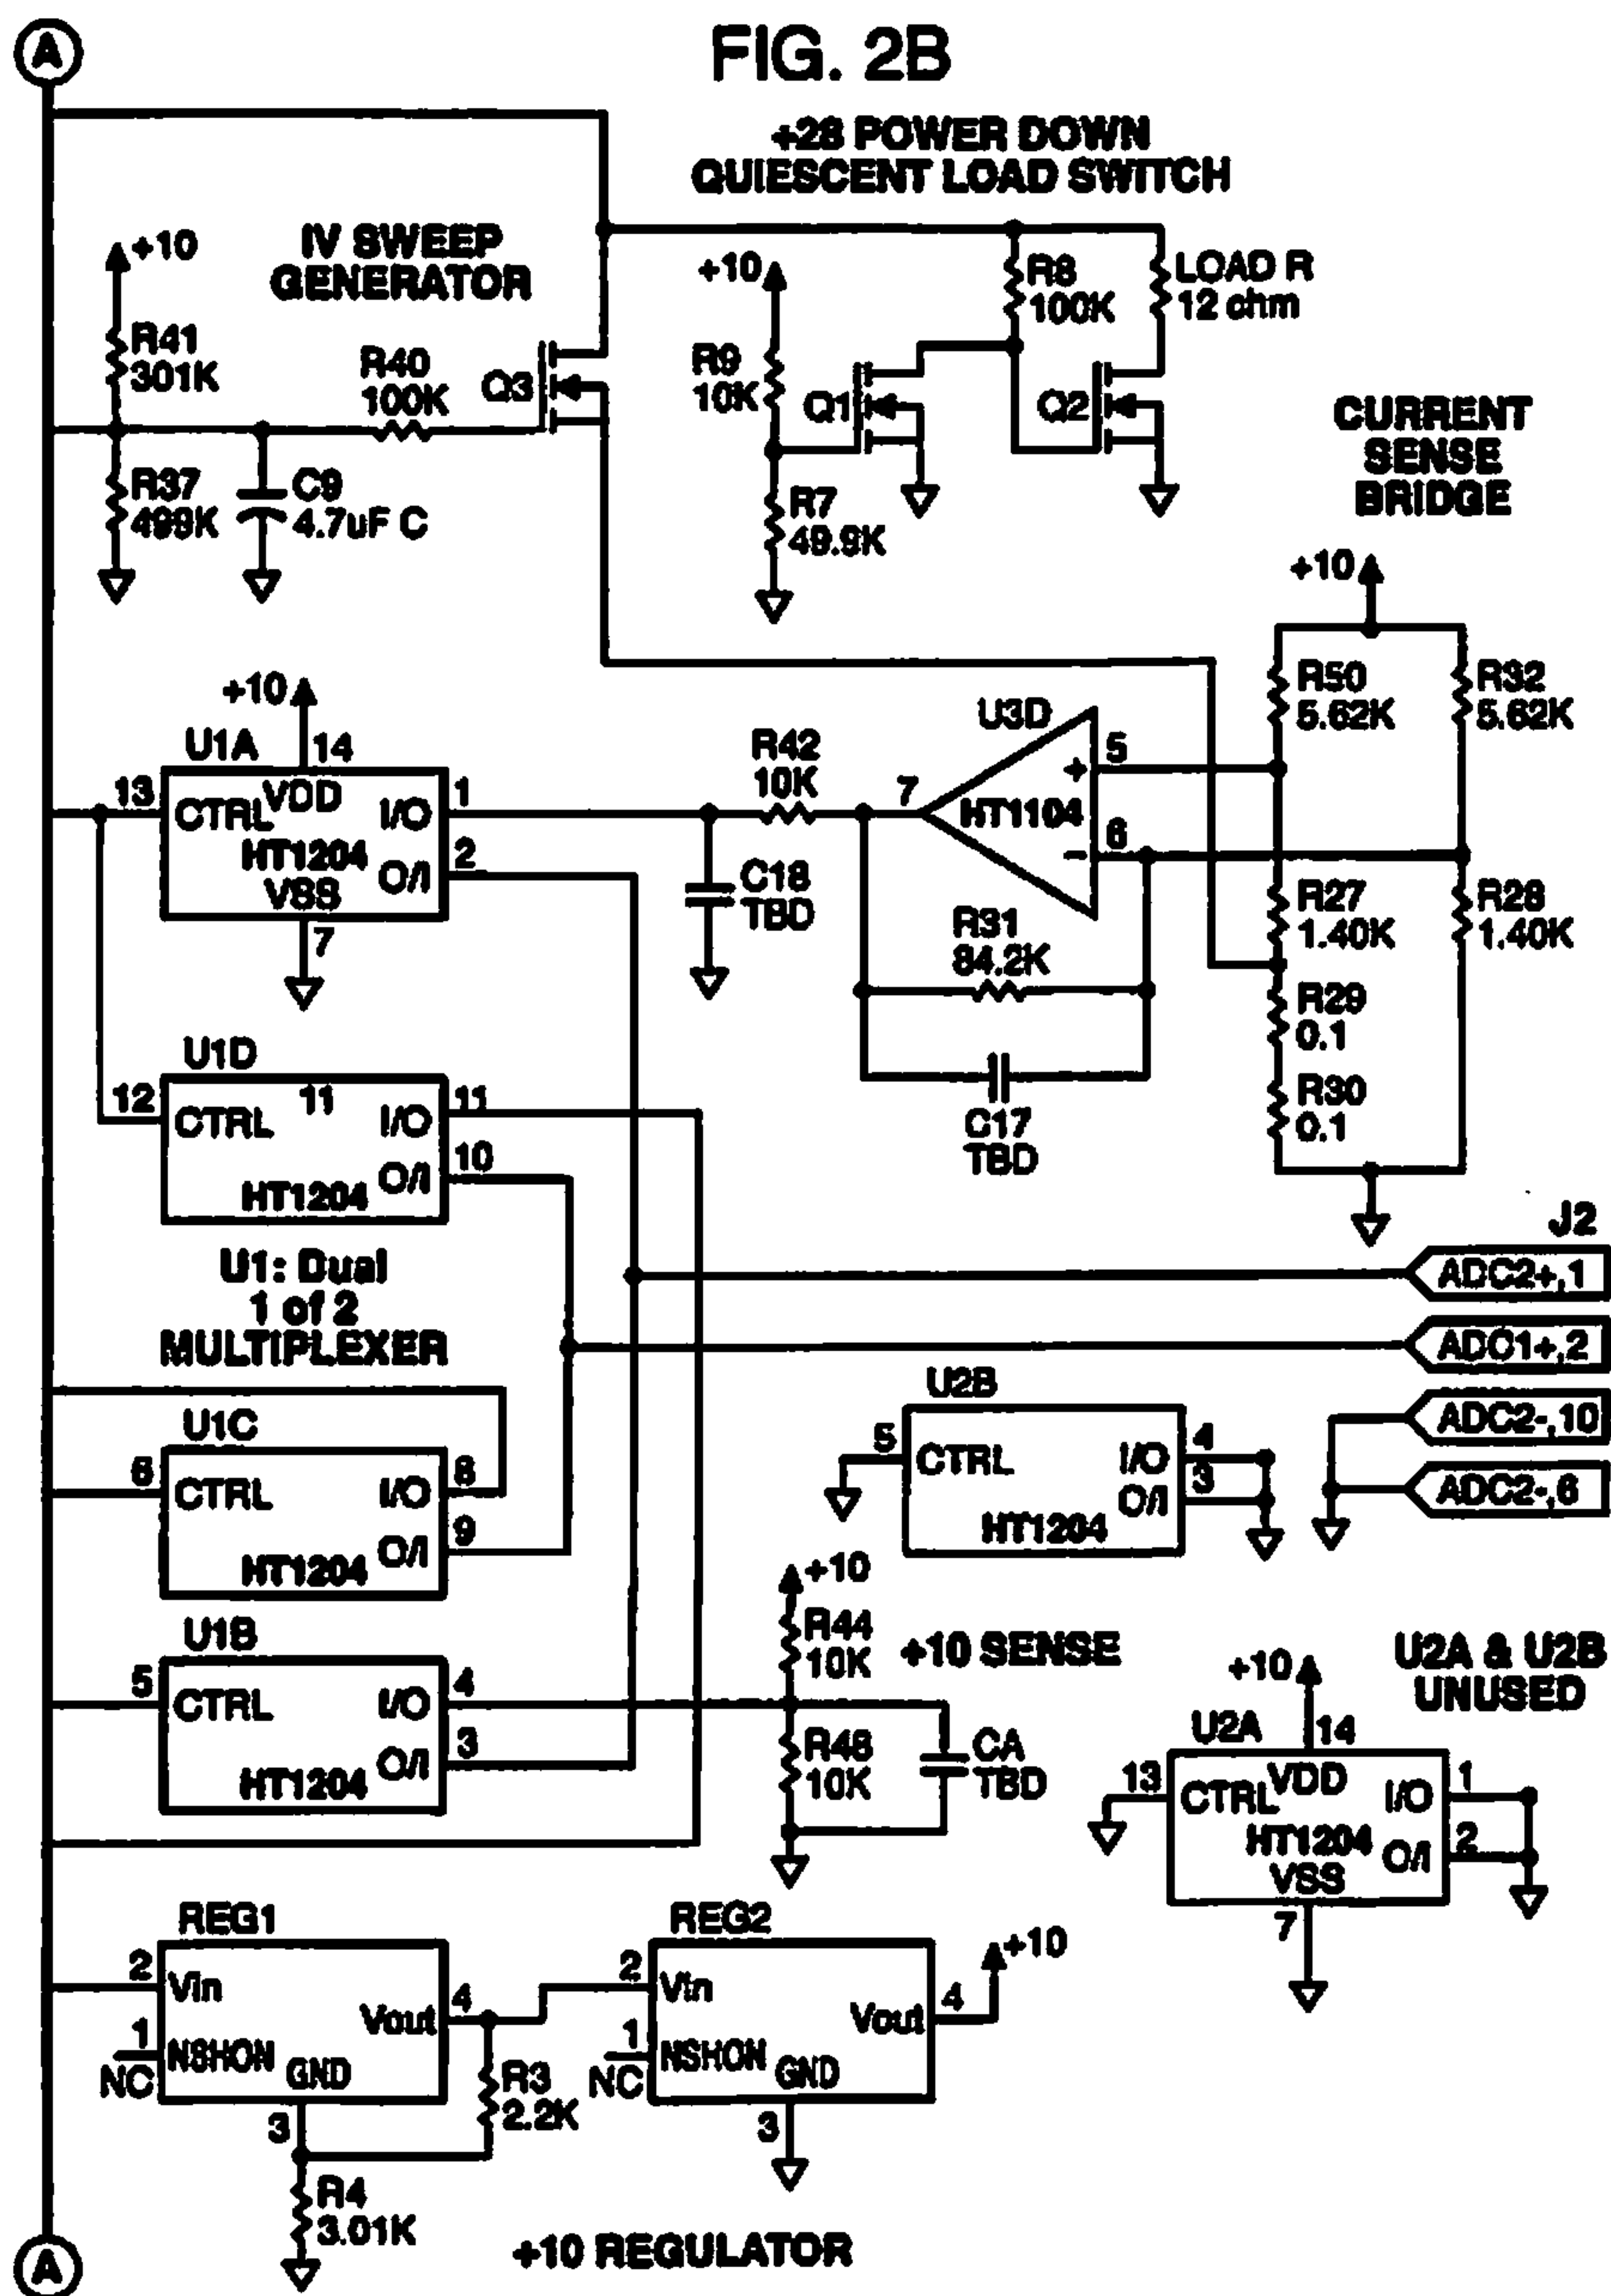 FIG. 2B
A
+28 POWER DOWN
QUIESCENT LOAD SWITCH
IV SWEEP
GENERATOR
+10
R41
301K
R40
100K
Q3
R37
499K
C9
4.7uF C
+10
R9
10K
Q1
R7
49.9K
R8
100K
Q2
LOAD R
12 ohm
CURRENT
SENSE
BRIDGE
+10
R50
5.62K
R32
5.62K
R27
1.40K
R28
1.40K
R29
0.1
R30
0.1
U3D
5
+
HT1104
6
-
7
R42
10K
C18
TBD
R31
84.2K
C17
TBD
+10
U1A
14
13
CTRL
VDD
I/O
1
HT1204
2
VSS
O/I
7
U1D
12
CTRL
11
I/O
11
10
O/I
HT1204
U1: Dual
1 of 2
MULTIPLEXER
J2
ADC2+,1
ADC1+,2
ADC2-,10
ADC2-,6
U1C
6
CTRL
I/O
8
9
O/I
HT1204
U2B
5
CTRL
I/O
4
3
O/I
HT1204
U1B
5
CTRL
I/O
4
3
O/I
HT1204
+10
R44
10K
+10 SENSE
R48
10K
CA
TBD
U2A & U2B
UNUSED
+10
U2A
14
13
CTRL
VDD
I/O
1
HT1204
2
VSS
O/I
7
REG1
2
Vin
4
Vout
1
NSHON
NC
GND
3
R3
2.2K
R4
3.01K
REG2
2
Vin
4
Vout
+10
1
NSHON
NC
GND
3
+10 REGULATOR
A